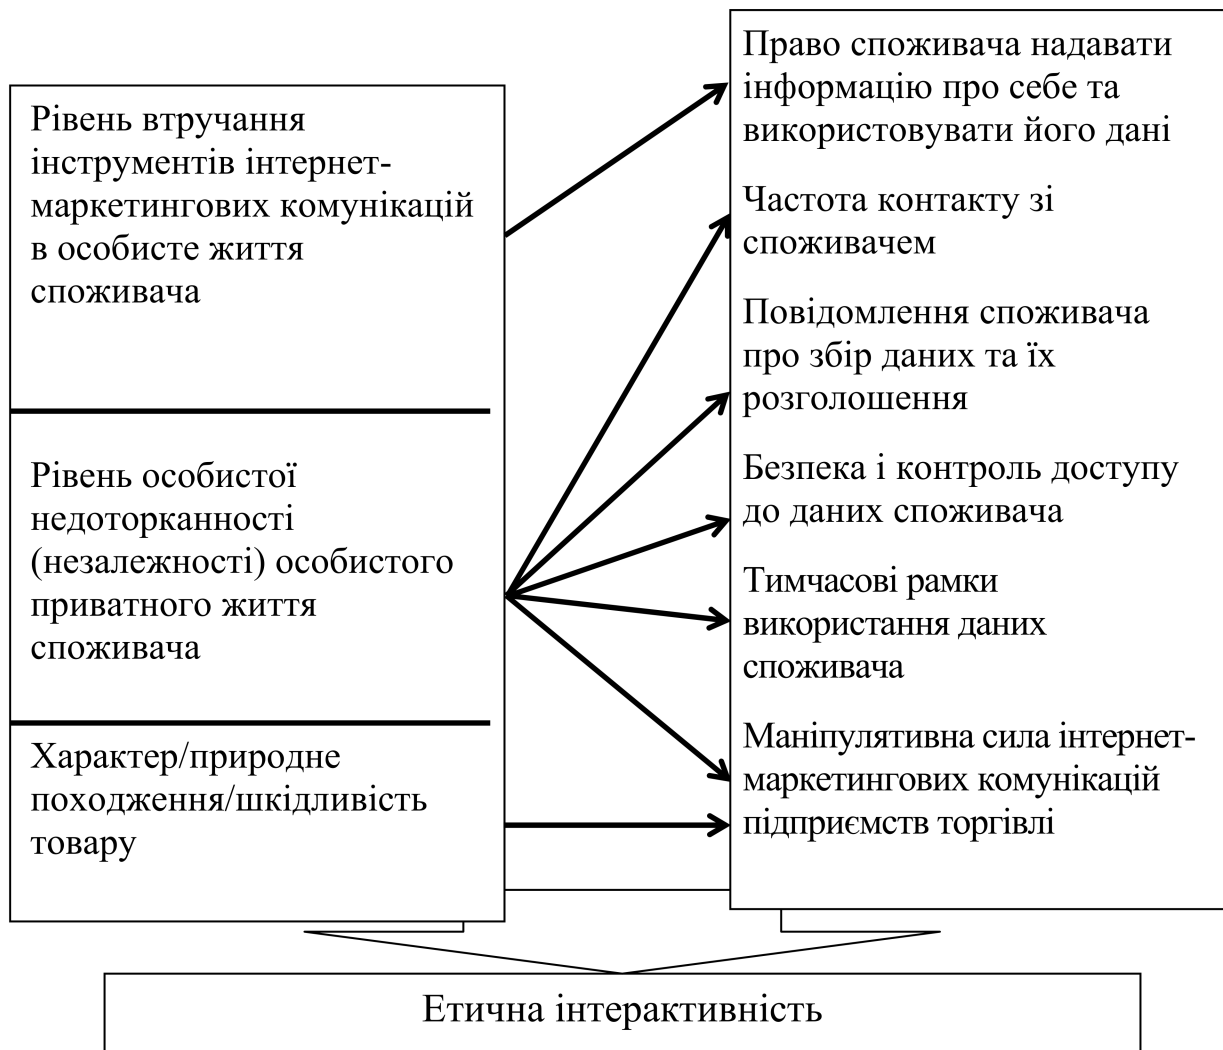 Рівень втручання
інструментів інтернет-
маркетингових комунікацій
в особисте життя
споживача
Рівень особистої
недоторканності
(незалежності) особистого
приватного життя
споживача
Характер/природне
походження/шкідливість
товару
Право споживача надавати
інформацію про себе та
використовувати його дані
Частота контакту зі
споживачем
Повідомлення споживача
про збір даних та їх
розголошення
Безпека і контроль доступу
до даних споживача
Тимчасові рамки
використання даних
споживача
Маніпулятивна сила інтернет-
маркетингових комунікацій
підприємств торгівлі
Етична інтерактивність